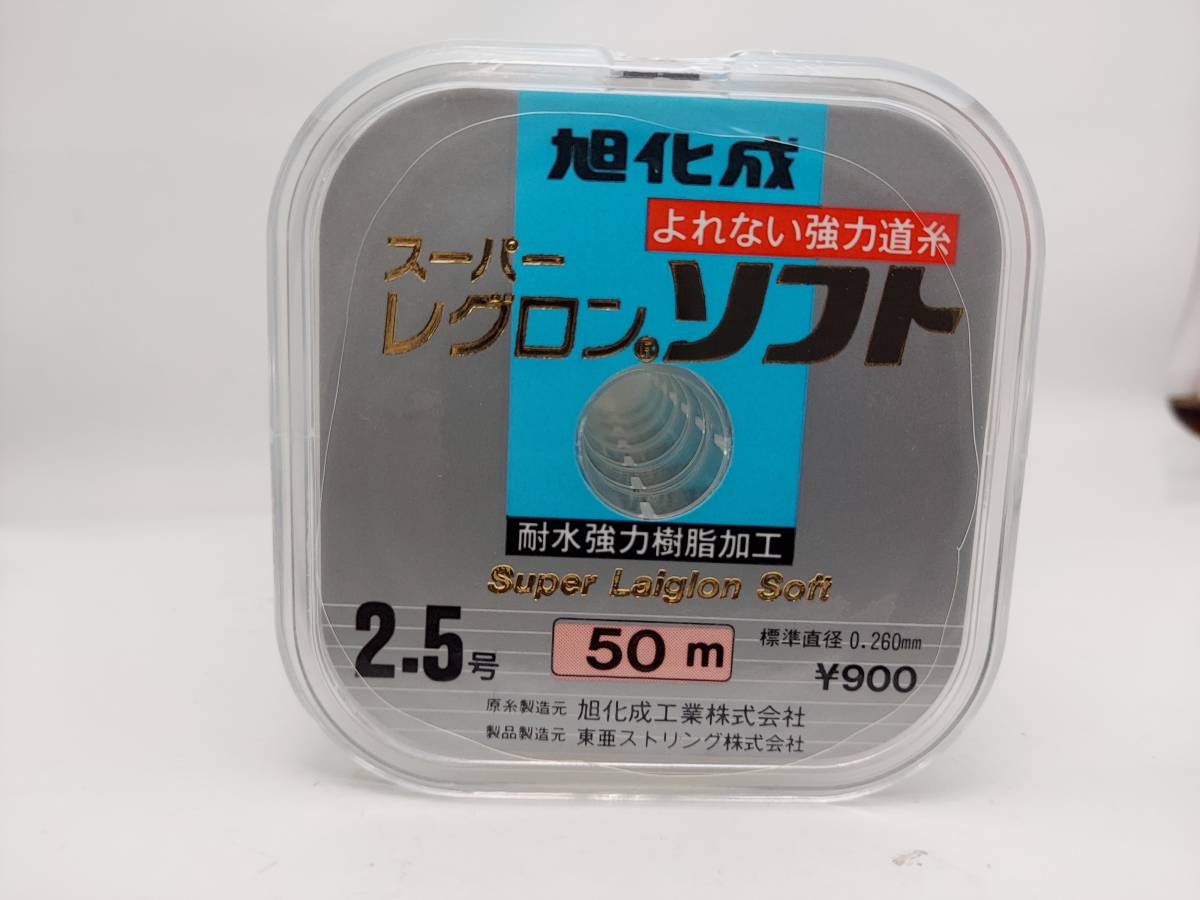 旭化成
よれない強力道糸
スーパー
レグロン®ソフト
耐水強力樹脂加工
Super Laiglon Soft
2.5号
50m
標準直径 0.260mm
¥900
原糸製造元 旭化成工業株式会社
製品製造元 東亜ストリング株式会社